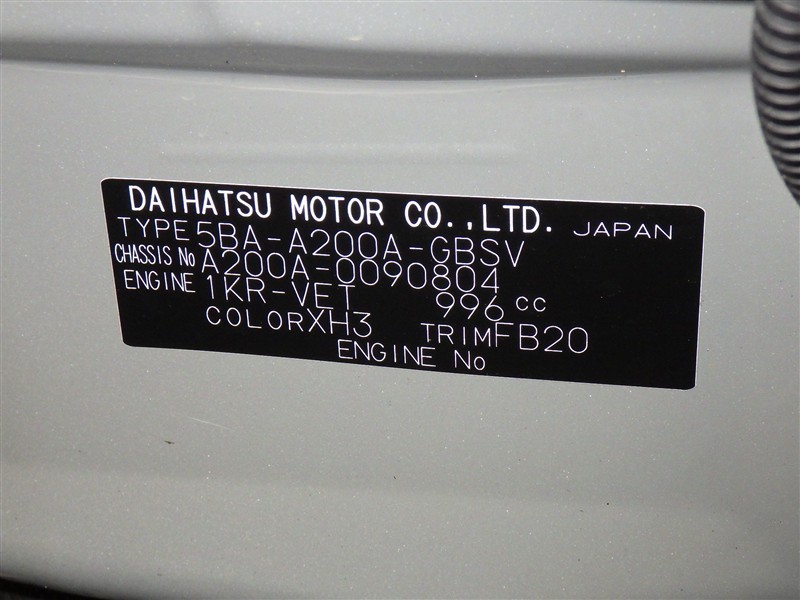 DAIHATSU MOTOR CO.,LTD. JAPAN
TYPE 5BA-A200A-GBSV
CHASSIS No A200A-0090804
ENGINE 1KR-VET 996 cc
COLOR XH3 TRIM FB20
ENGINE No